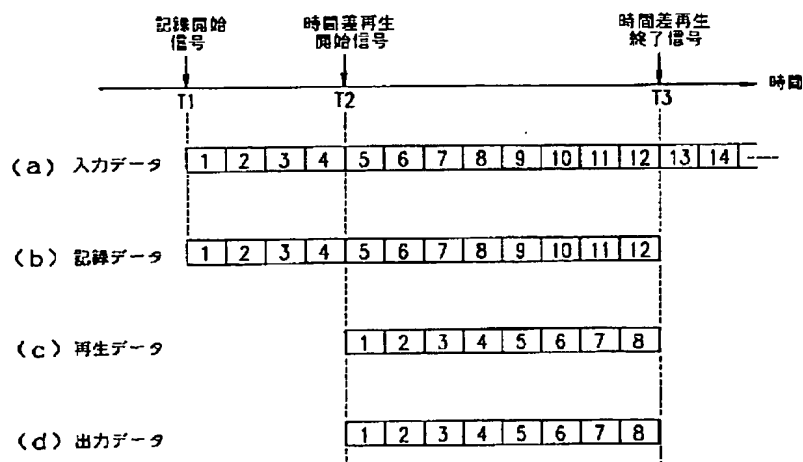 記録開始
信号
時間差再生
開始信号
時間差再生
終了信号
時間
T1
T2
T3
(a) 入力データ
1 2 3 4 5 6 7 8 9 10 11 12 13 14
(b) 記録データ
1 2 3 4 5 6 7 8 9 10 11 12
(c) 再生データ
1 2 3 4 5 6 7 8
(d) 出力データ
1 2 3 4 5 6 7 8